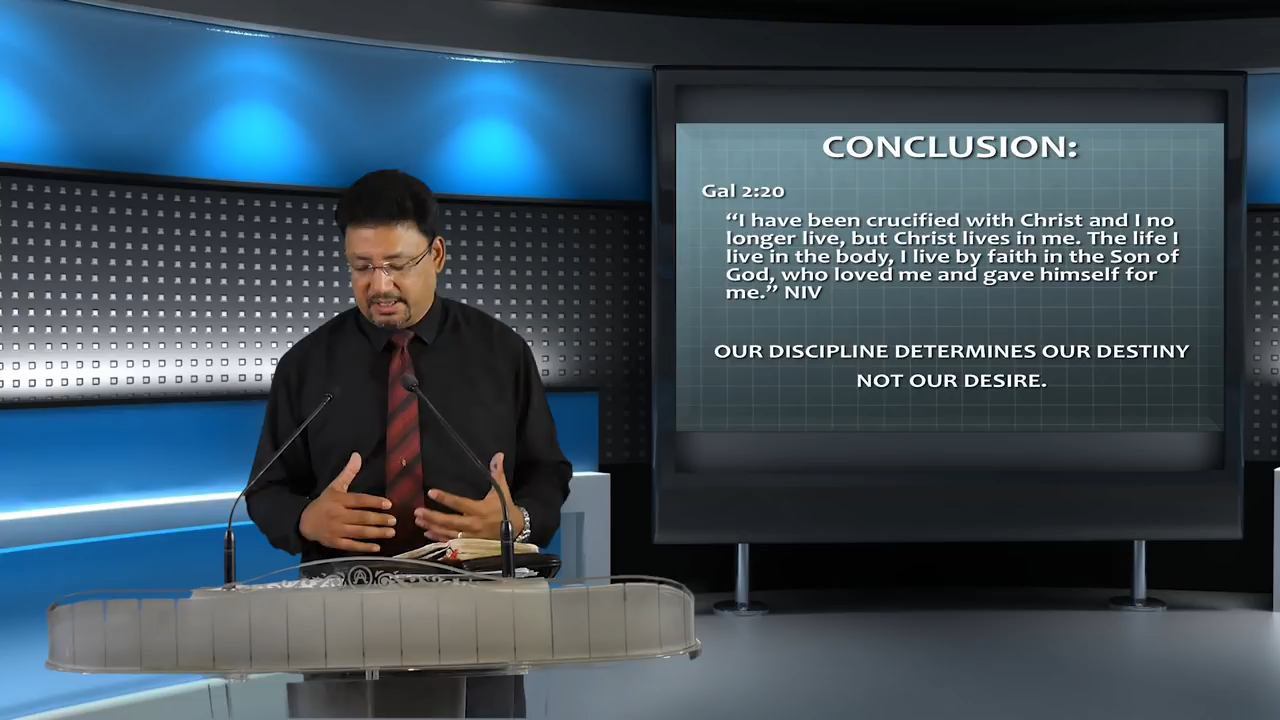 CONCLUSION:
Gal 2:20
“I have been crucified with Christ and I no
longer live, but Christ lives in me. The life I
live in the body, I live by faith in the Son of
God, who loved me and gave himself for
me.” NIV
OUR DISCIPLINE DETERMINES OUR DESTINY
NOT OUR DESIRE.